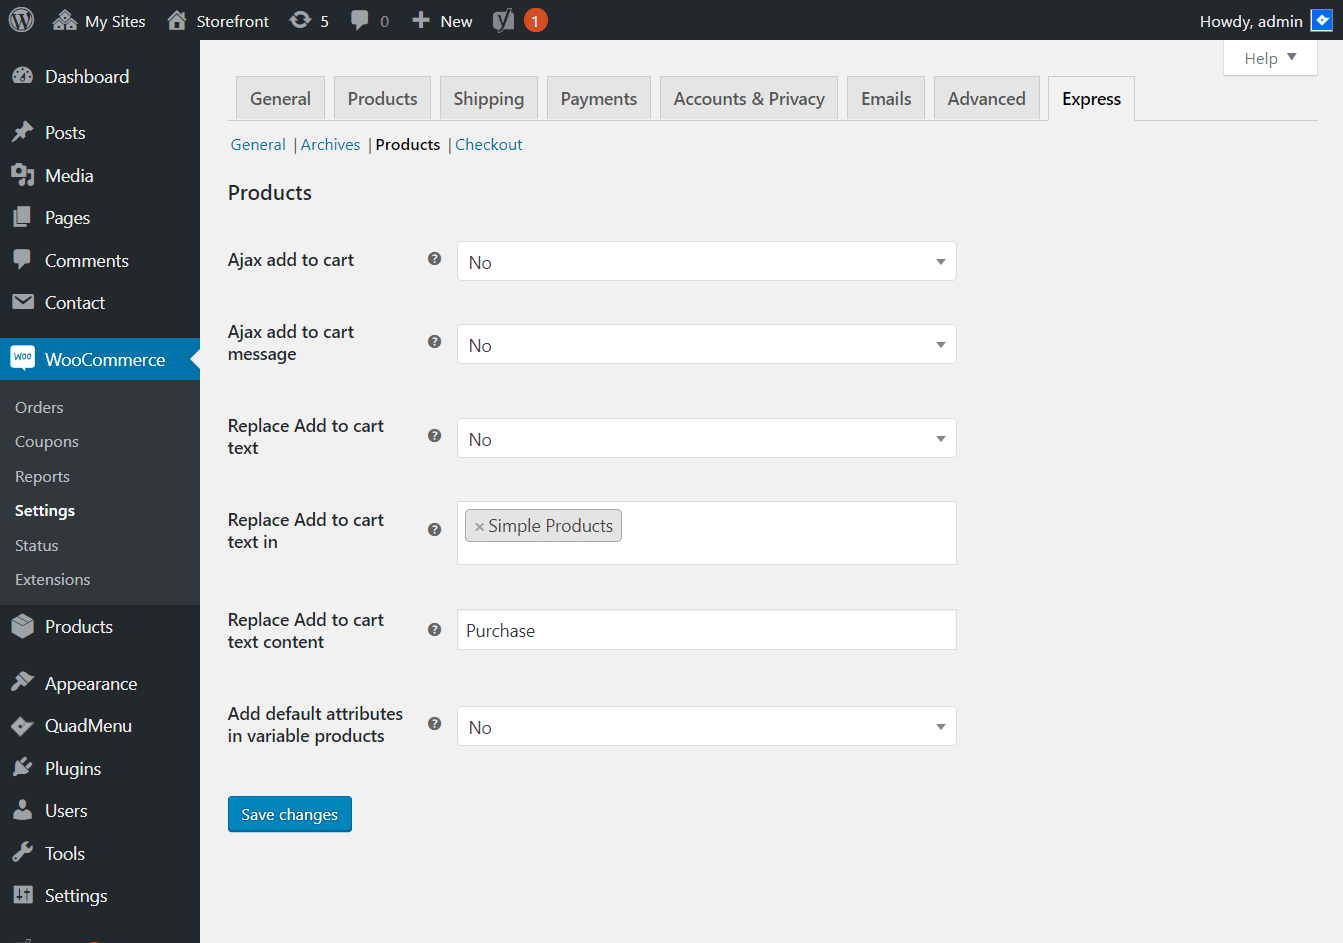 My Sites Storefront 5 0 New 1 Howdy, admin
Help
Dashboard
Posts
Media
Pages
Comments
Contact
woo WooCommerce
Orders
Coupons
Reports
Settings
Status
Extensions
Products
Appearance
QuadMenu
Plugins
Users
Tools
Settings
General Products Shipping Payments Accounts & Privacy Emails Advanced Express
General | Archives | Products | Checkout
Products
Ajax add to cart ? No
Ajax add to cart
message ? No
Replace Add to cart
text ? No
Replace Add to cart
text in ? × Simple Products
Replace Add to cart
text content ? Purchase
Add default attributes
in variable products ? No
Save changes